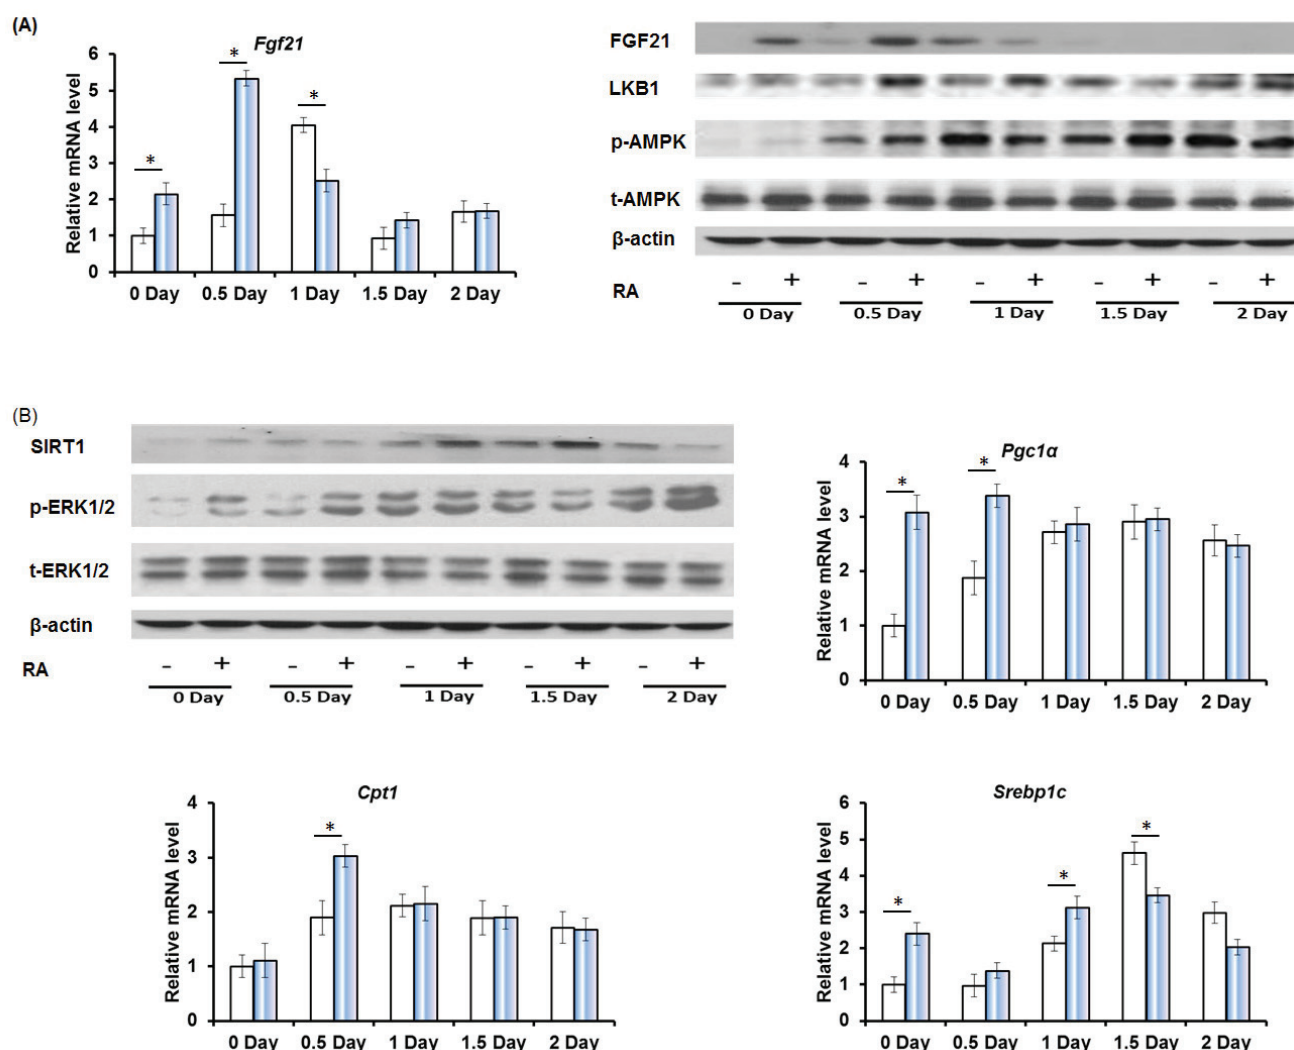 (A)
Fgf21
*
*
*
Relative mRNA level
6
5
4
3
2
1
0
0 Day 0.5 Day 1 Day 1.5 Day 2 Day
FGF21
LKB1
p-AMPK
t-AMPK
β-actin
RA - + - + - + - + - +
0 Day 0.5 Day 1 Day 1.5 Day 2 Day
(B)
SIRT1
p-ERK1/2
t-ERK1/2
β-actin
RA - + - + - + - + - +
0 Day 0.5 Day 1 Day 1.5 Day 2 Day
Pgc1α
*
*
Relative mRNA level
4
3
2
1
0
0 Day 0.5 Day 1 Day 1.5 Day 2 Day
Cpt1
*
Relative mRNA level
4
3
2
1
0
0 Day 0.5 Day 1 Day 1.5 Day 2 Day
Srebp1c
*
*
*
Relative mRNA level
6
5
4
3
2
1
0
0 Day 0.5 Day 1 Day 1.5 Day 2 Day